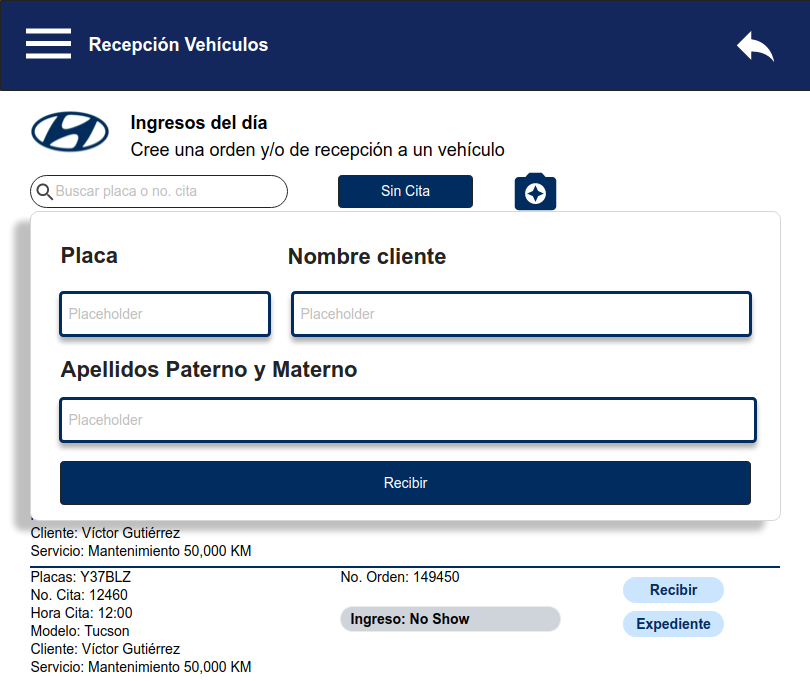 Recepción Vehículos
Ingresos del día
Cree una orden y/o de recepción a un vehículo
Buscar placa o no. cita
Sin Cita
Placa
Nombre cliente
Placeholder
Placeholder
Apellidos Paterno y Materno
Placeholder
Recibir
Cliente: Víctor Gutiérrez
Servicio: Mantenimiento 50,000 KM
Placas: Y37BLZ
No. Orden: 149450
Recibir
No. Cita: 12460
Hora Cita: 12:00
Ingreso: No Show
Expediente
Modelo: Tucson
Cliente: Víctor Gutiérrez
Servicio: Mantenimiento 50,000 KM